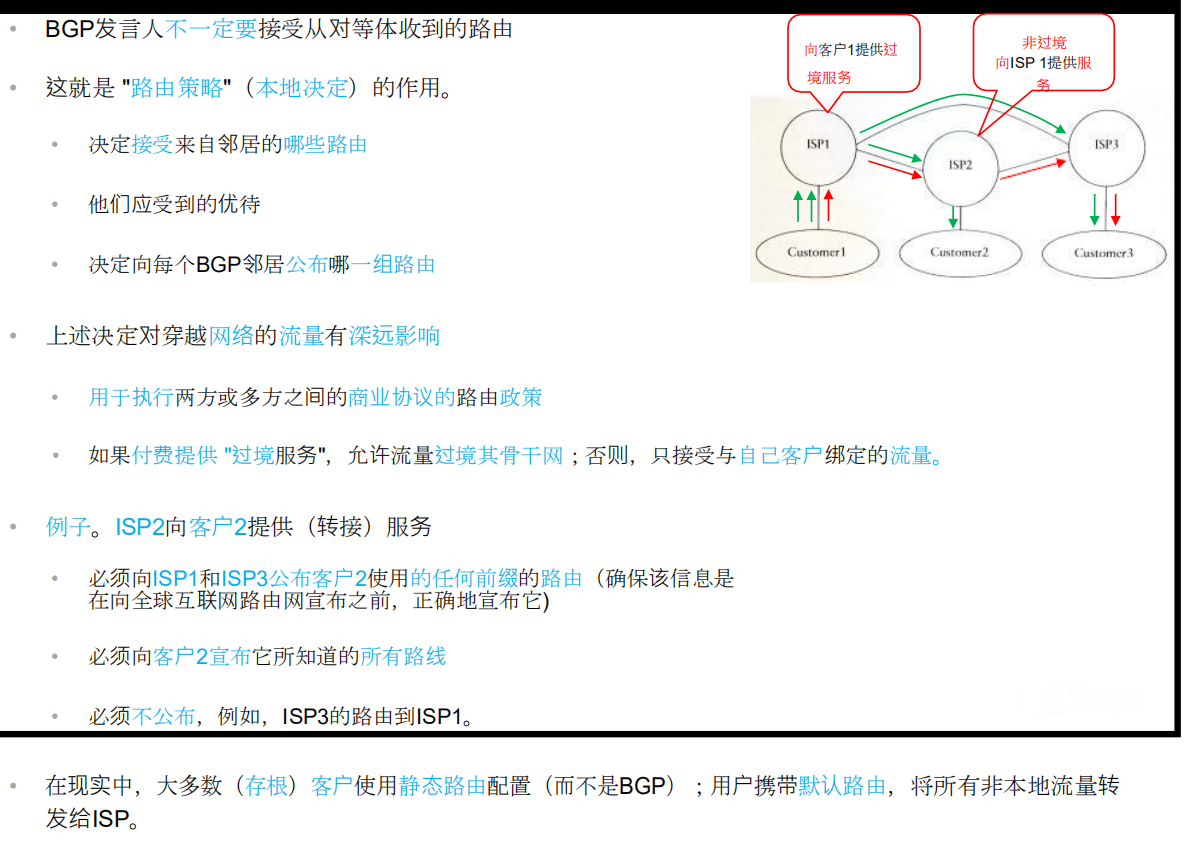 BGP发言人不一定要接受从对等体收到的路由
这就是 "路由策略"（本地决定）的作用。
决定接受来自邻居的哪些路由
他们应受到的优待
决定向每个BGP邻居公布哪一组路由
向客户1提供过
境服务
非过境
向ISP 1提供服
务
ISP1
ISP2
ISP3
Customer1
Customer2
Customer3
上述决定对穿越网络的流量有深远影响
用于执行两方或多方之间的商业协议的路由政策
如果付费提供 "过境服务"，允许流量过境其骨干网；否则，只接受与自己客户绑定的流量。
例子。ISP2向客户2提供（转接）服务
必须向ISP1和ISP3公布客户2使用的任何前缀的路由（确保该信息是
在向全球互联网路由网宣布之前，正确地宣布它)
必须向客户2宣布它所知道的所有路线
必须不公布，例如，ISP3的路由到ISP1。
在现实中，大多数（存根）客户使用静态路由配置（而不是BGP）；用户携带默认路由，将所有非本地流量转
发给ISP。